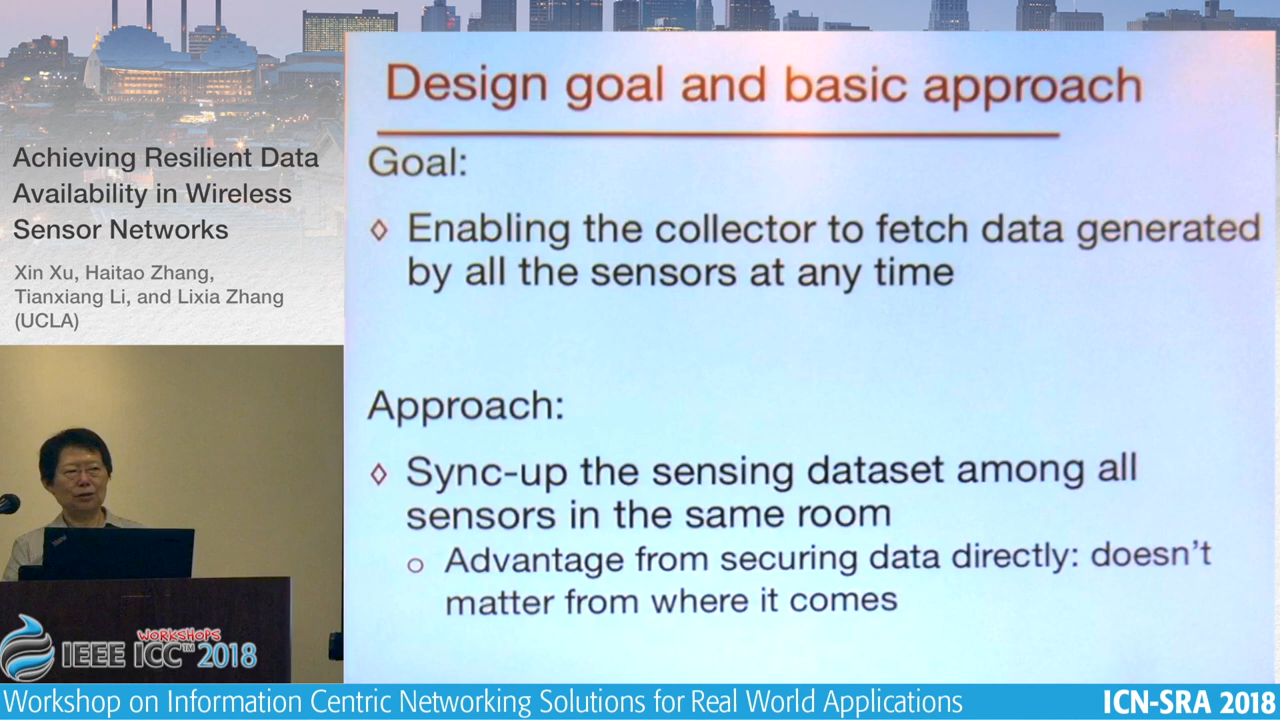 Achieving Resilient Data
Availability in Wireless
Sensor Networks
Xin Xu, Haitao Zhang,
Tianxiang Li, and Lixia Zhang
(UCLA)
Design goal and basic approach
Goal:
◊ Enabling the collector to fetch data generated
by all the sensors at any time
Approach:
◊ Sync-up the sensing dataset among all
sensors in the same room
○ Advantage from securing data directly: doesn't
matter from where it comes
WORKSHOPS
IEEE ICC™ 2018
Workshop on Information Centric Networking Solutions for Real World Applications
ICN-SRA 2018